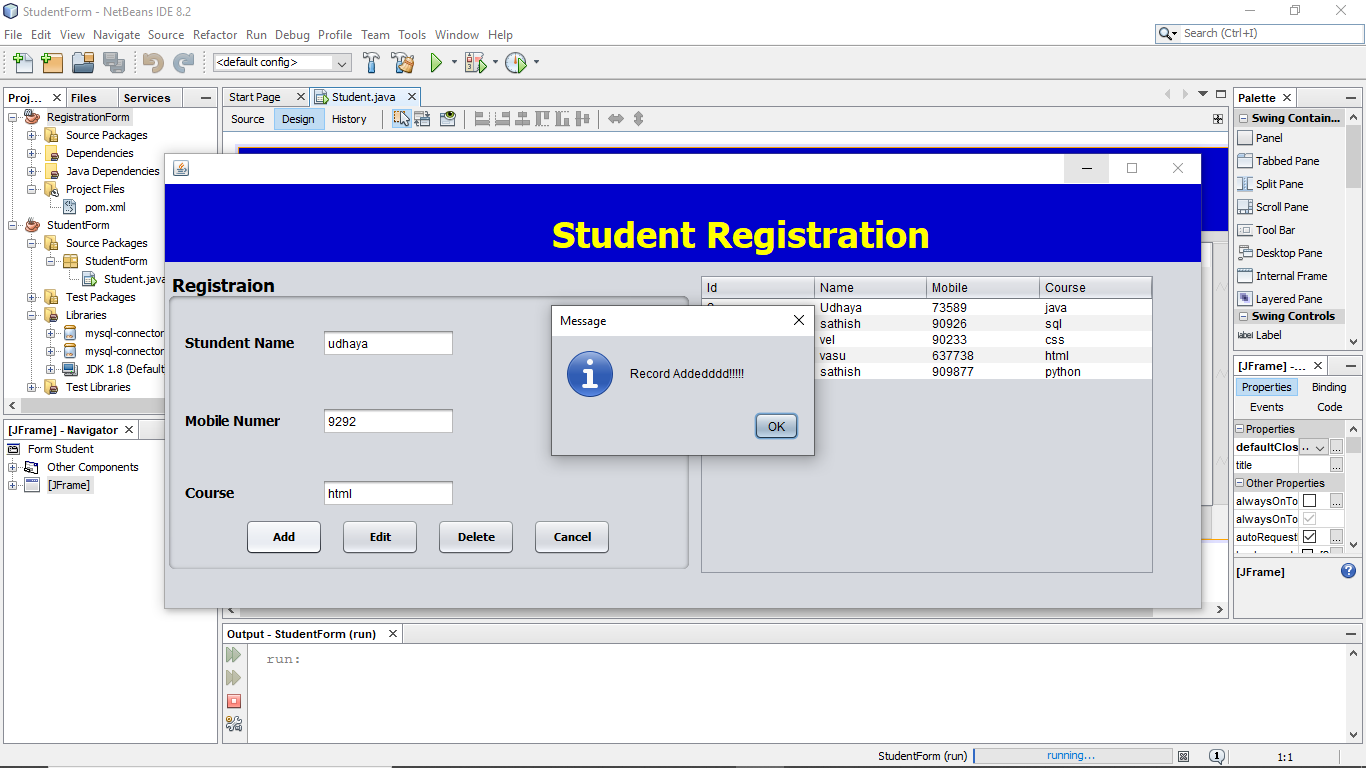 StudentForm - NetBeans IDE 8.2
File Edit View Navigate Source Refactor Run Debug Profile Team Tools Window Help
Search (Ctrl+I)
<default config>
Proj... Files Services
RegistrationForm
Source Packages
Dependencies
Java Dependencies
Project Files
pom.xml
StudentForm
Source Packages
StudentForm
Student.java
Test Packages
Libraries
mysql-connector
mysql-connector
JDK 1.8 (Default
Test Libraries
[JFrame] - Navigator
Form Student
Other Components
[JFrame]
Start Page Student.java
Source Design History
Student Registration
Registraion
Stundent Name udhaya
Mobile Numer 9292
Course html
Add Edit Delete Cancel
Id Name Mobile Course
Udhaya 73589 java
sathish 90926 sql
vel 90233 css
vasu 637738 html
sathish 909877 python
Message
Record Addedddd!!!!!
OK
Output - StudentForm (run)
run:
Palette
Swing Contain...
Panel
Tabbed Pane
Split Pane
Scroll Pane
Tool Bar
Desktop Pane
Internal Frame
Layered Pane
Swing Controls
label Label
[JFrame] -...
Properties Binding
Events Code
Properties
defaultClos ..
title
Other Properties
alwaysOnTo
alwaysOnTo
autoRequest
[JFrame]
StudentForm (run) running... 1:1